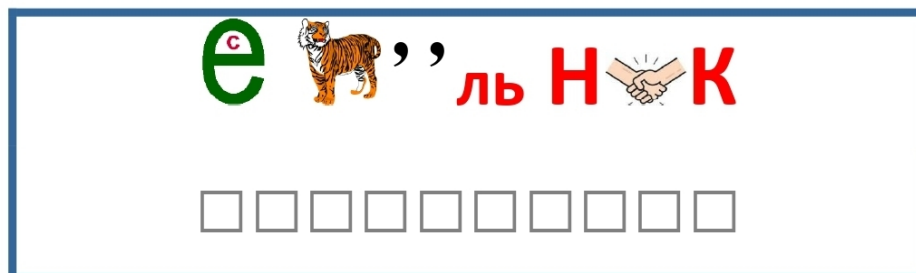 е с , , ль Н К